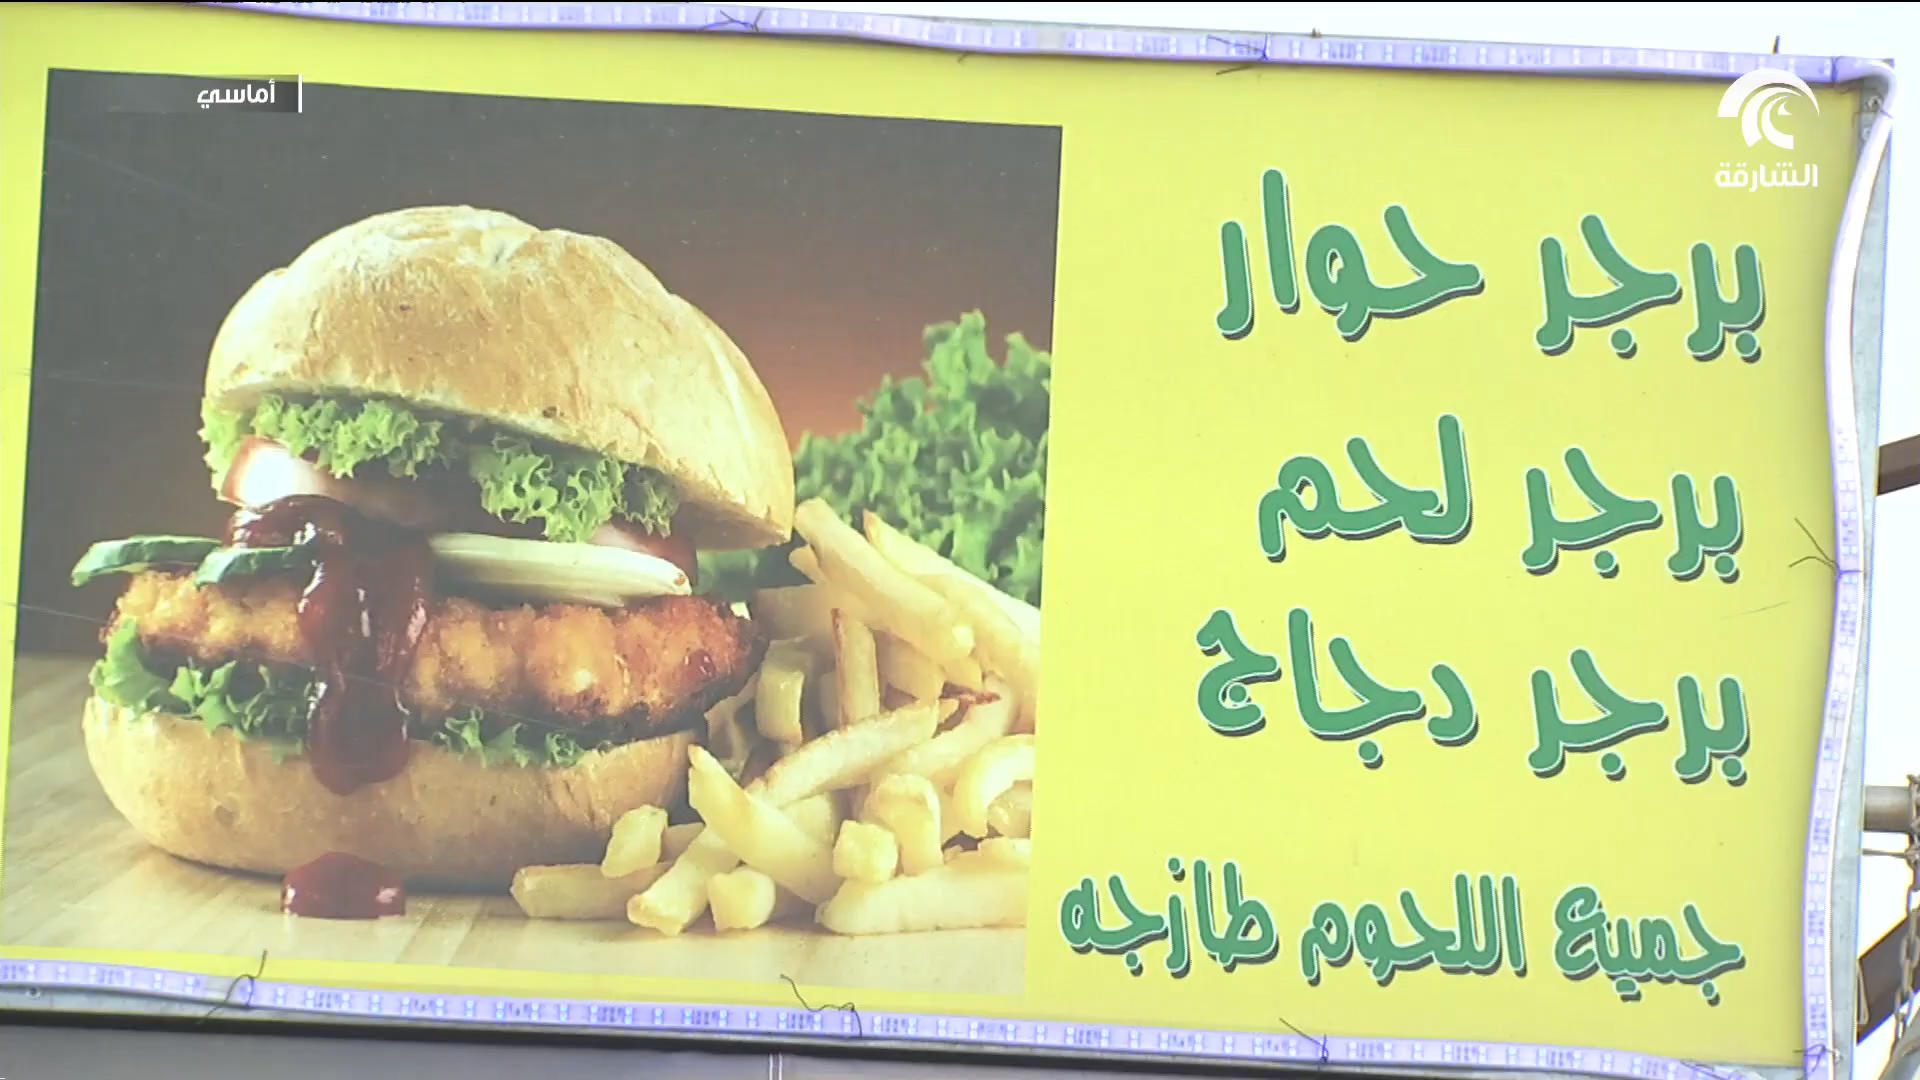 أماسي
الشارقة
برجر حوار
برجر لحم
برجر دجاج
جميع اللحوم طازجه